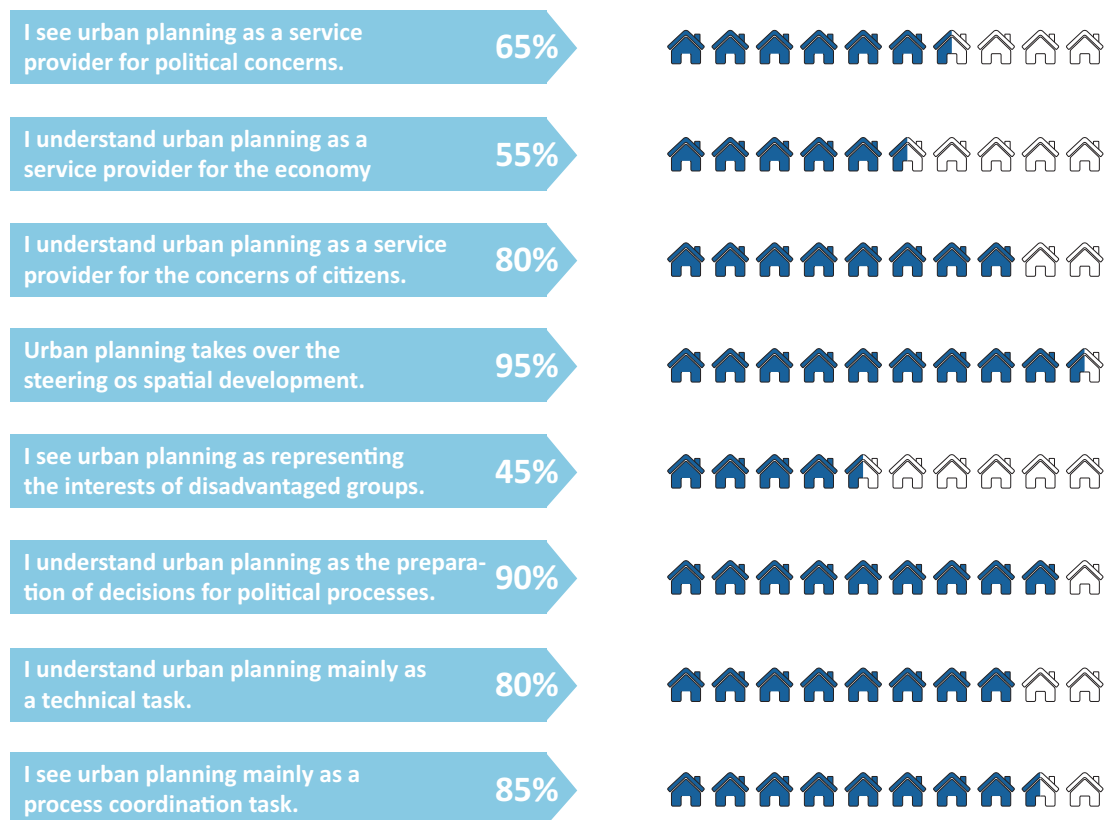 I see urban planning as a service
provider for political concerns.
65%
I understand urban planning as a
service provider for the economy
55%
I understand urban planning as a service
provider for the concerns of citizens.
80%
Urban planning takes over the
steering os spatial development.
95%
I see urban planning as representing
the interests of disadvantaged groups.
45%
I understand urban planning as the prepara-
tion of decisions for political processes.
90%
I understand urban planning mainly as
a technical task.
80%
I see urban planning mainly as a
process coordination task.
85%